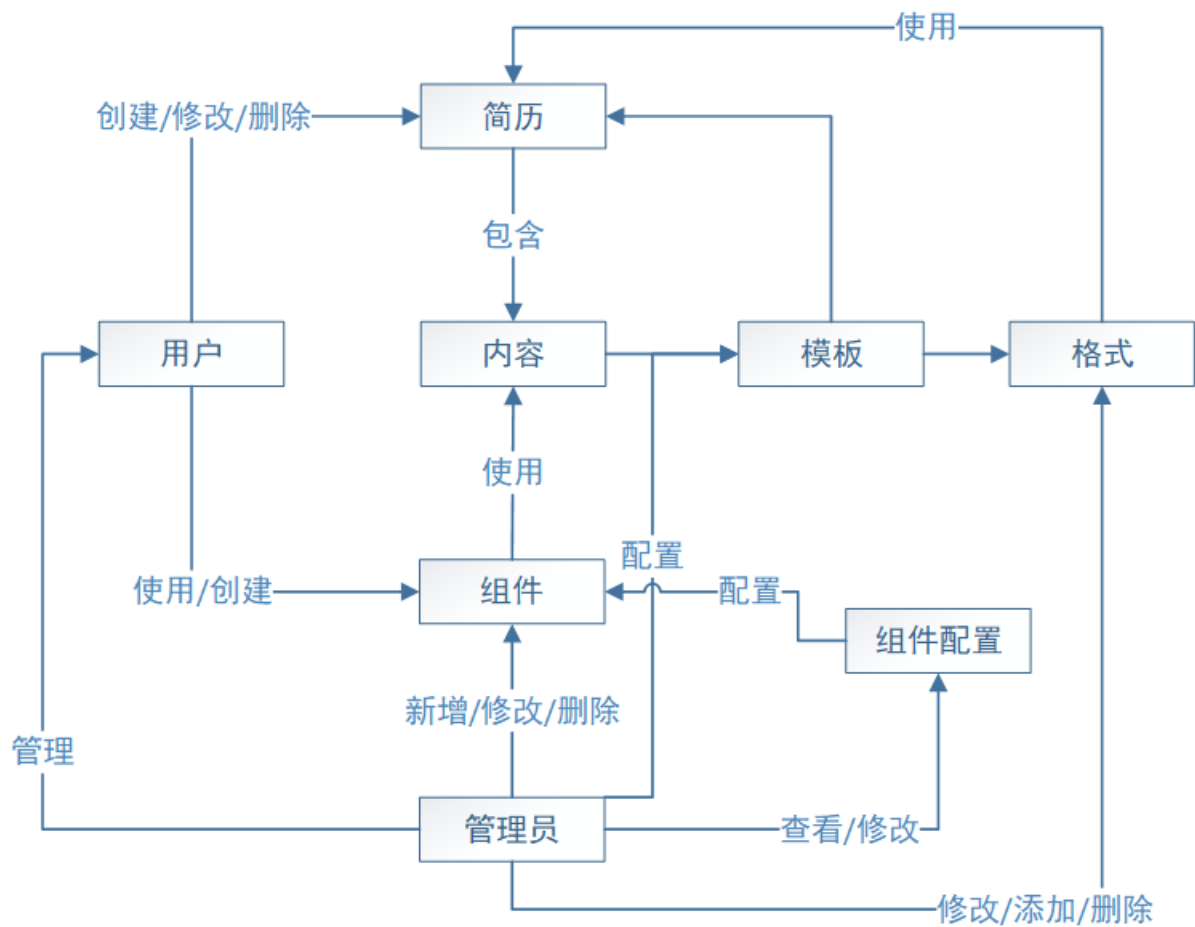 使用
创建/修改/删除
简历
包含
用户
内容
模板
格式
使用
配置
使用/创建
组件
配置
组件配置
新增/修改/删除
管理
管理员
查看/修改
修改/添加/删除